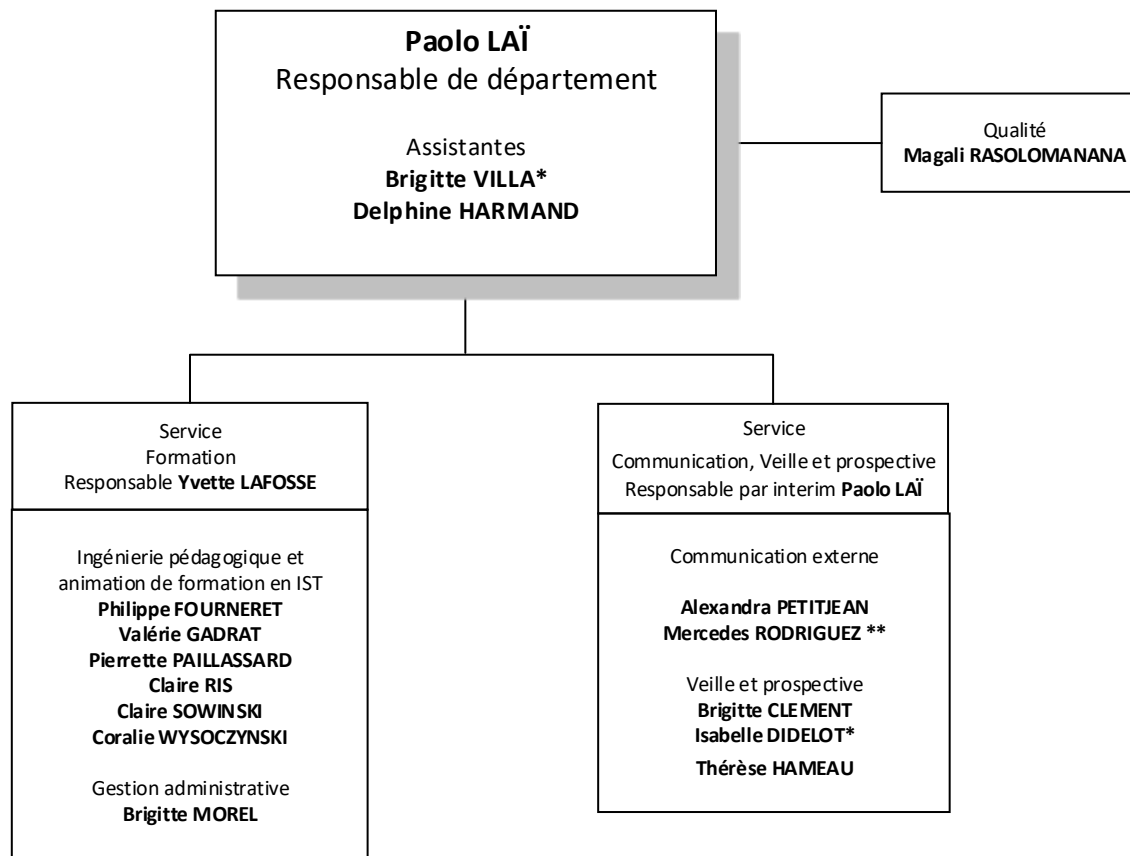 Paolo LAÏ
Responsable de département
Assistantes
Brigitte VILLA*
Delphine HARMAND
Qualité
Magali RASOLOMANANA
Service
Formation
Responsable Yvette LAFOSSE
Ingénierie pédagogique et
animation de formation en IST
Philippe FOURNERET
Valérie GADRAT
Pierrette PAILLASSARD
Claire RIS
Claire SOWINSKI
Coralie WYSOCZYNSKI
Gestion administrative
Brigitte MOREL
Service
Communication, Veille et prospective
Responsable par interim Paolo LAÏ
Communication externe
Alexandra PETITJEAN
Mercedes RODRIGUEZ **
Veille et prospective
Brigitte CLEMENT
Isabelle DIDELOT*
Thérèse HAMEAU